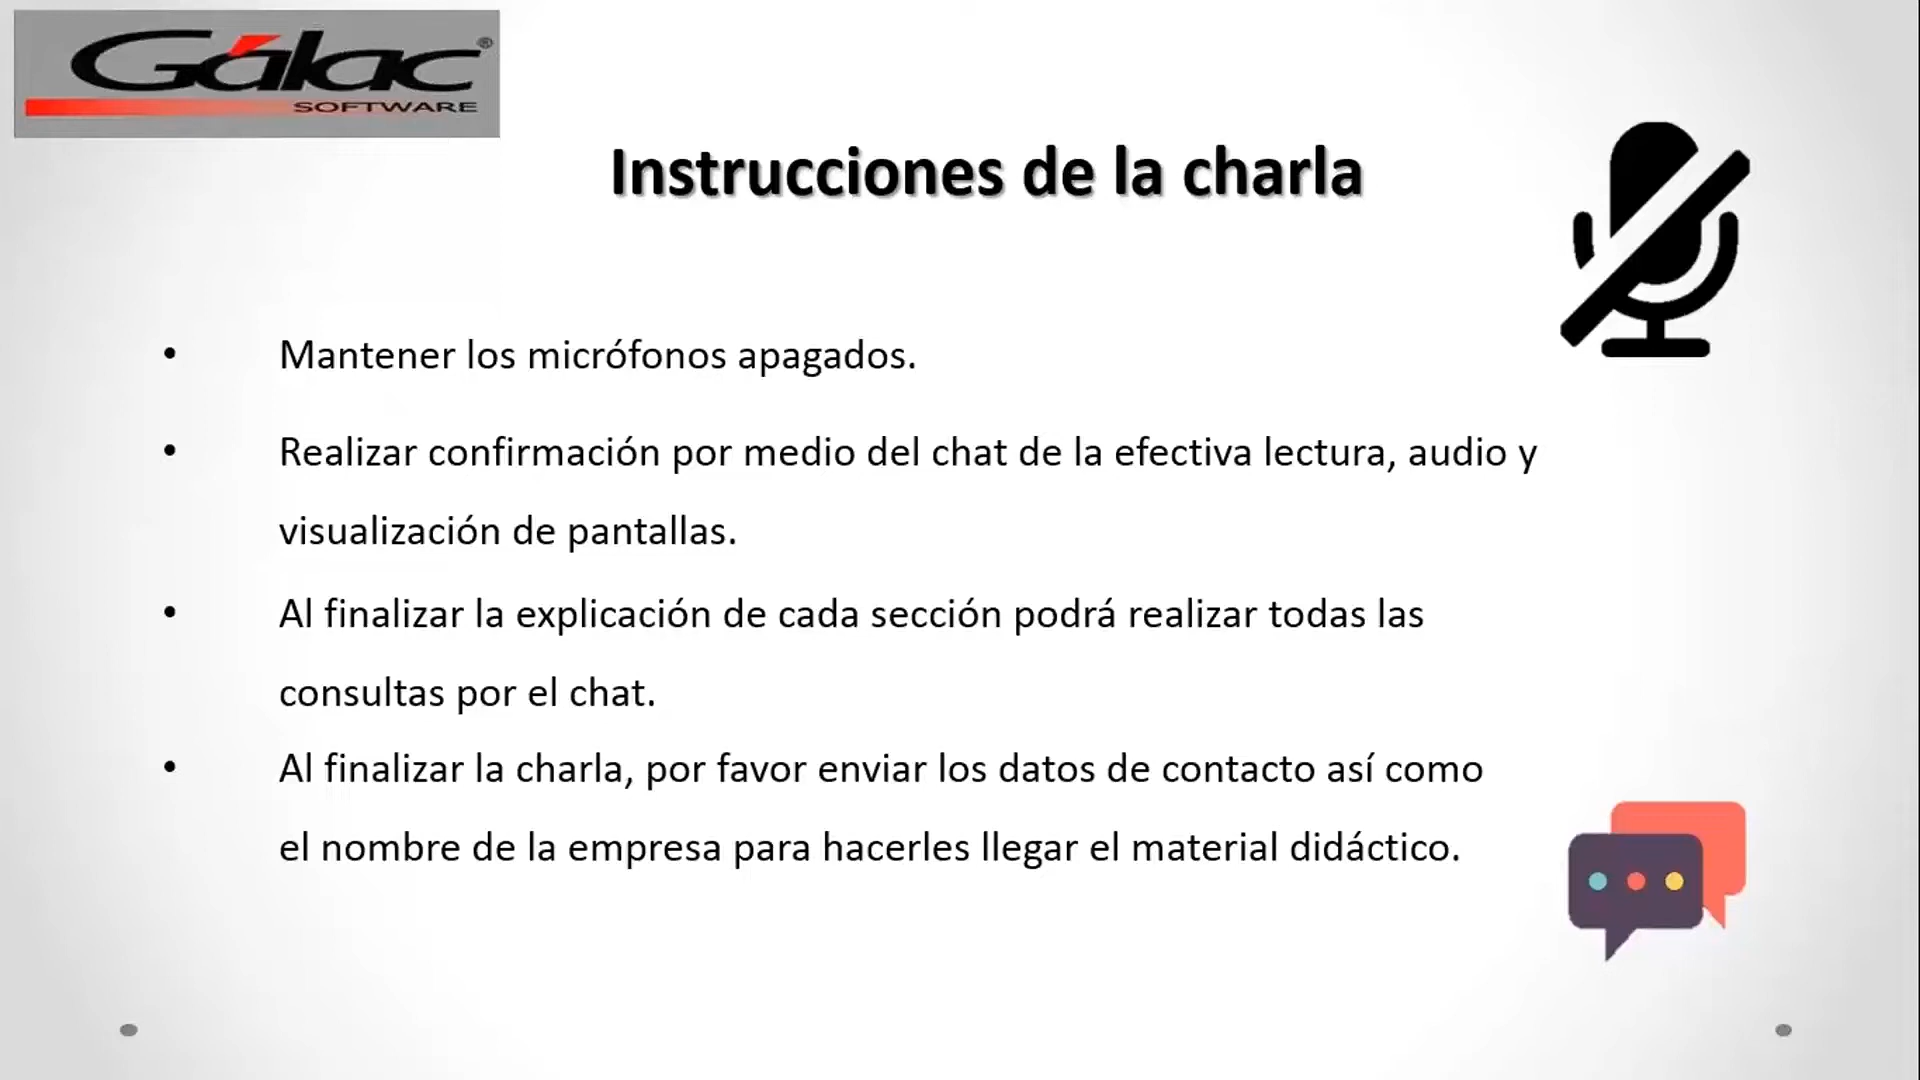 Gálac®
SOFTWARE
Instrucciones de la charla
• Mantener los micrófonos apagados.
• Realizar confirmación por medio del chat de la efectiva lectura, audio y
visualización de pantallas.
• Al finalizar la explicación de cada sección podrá realizar todas las
consultas por el chat.
• Al finalizar la charla, por favor enviar los datos de contacto así como
el nombre de la empresa para hacerles llegar el material didáctico.